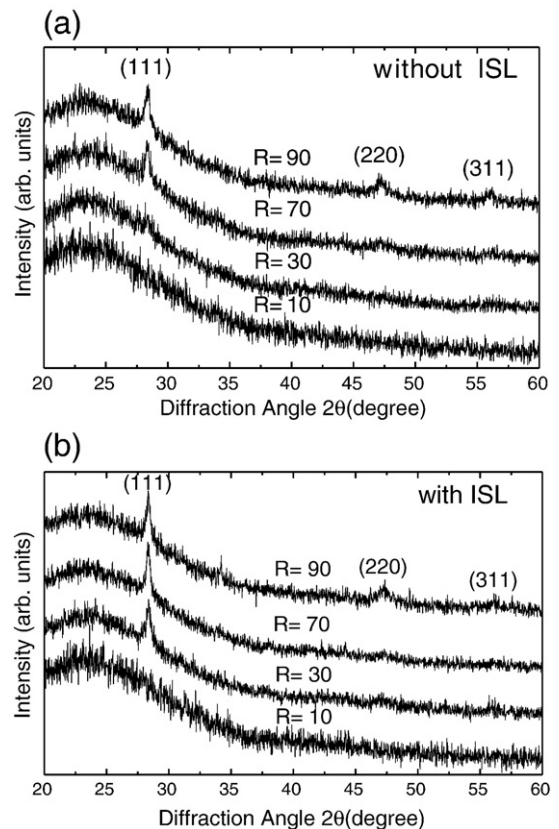 (a)
(111)
without ISL
R= 90
(220)
(311)
R= 70
R= 30
R= 10
Intensity (arb. units)
20 25 30 35 40 45 50 55 60
Diffraction Angle 2θ(degree)
(b)
(111)
with ISL
R= 90
(220)
(311)
R= 70
R= 30
R= 10
Intensity (arb. units)
20 25 30 35 40 45 50 55 60
Diffraction Angle 2θ(degree)